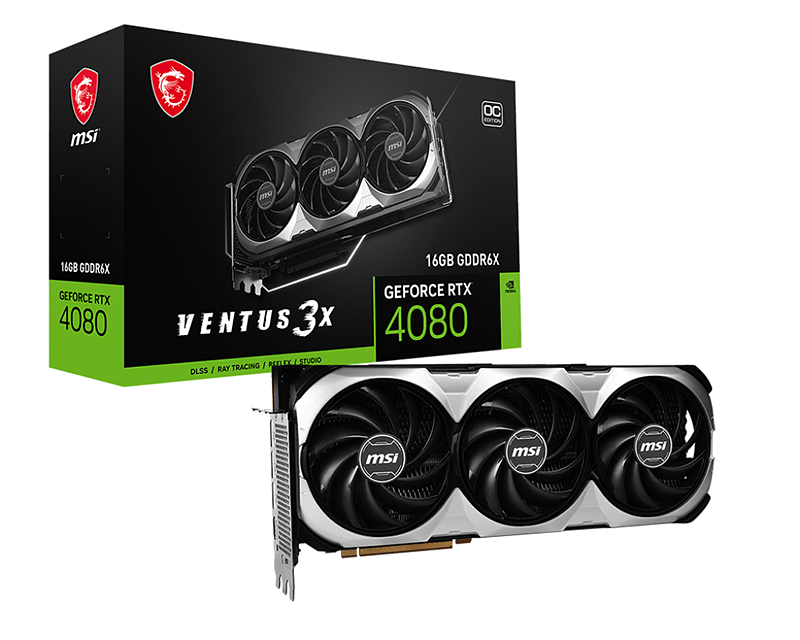 msi
16GB GDDR6X
GEFORCE RTX
4080
OC
EDITION
msi
msi
msi
16GB GDDR6X
VENTUS 3X
GEFORCE RTX
4080
NVIDIA
DLSS / RAY TRACING / REFLEX / STUDIO
msi
msi
msi